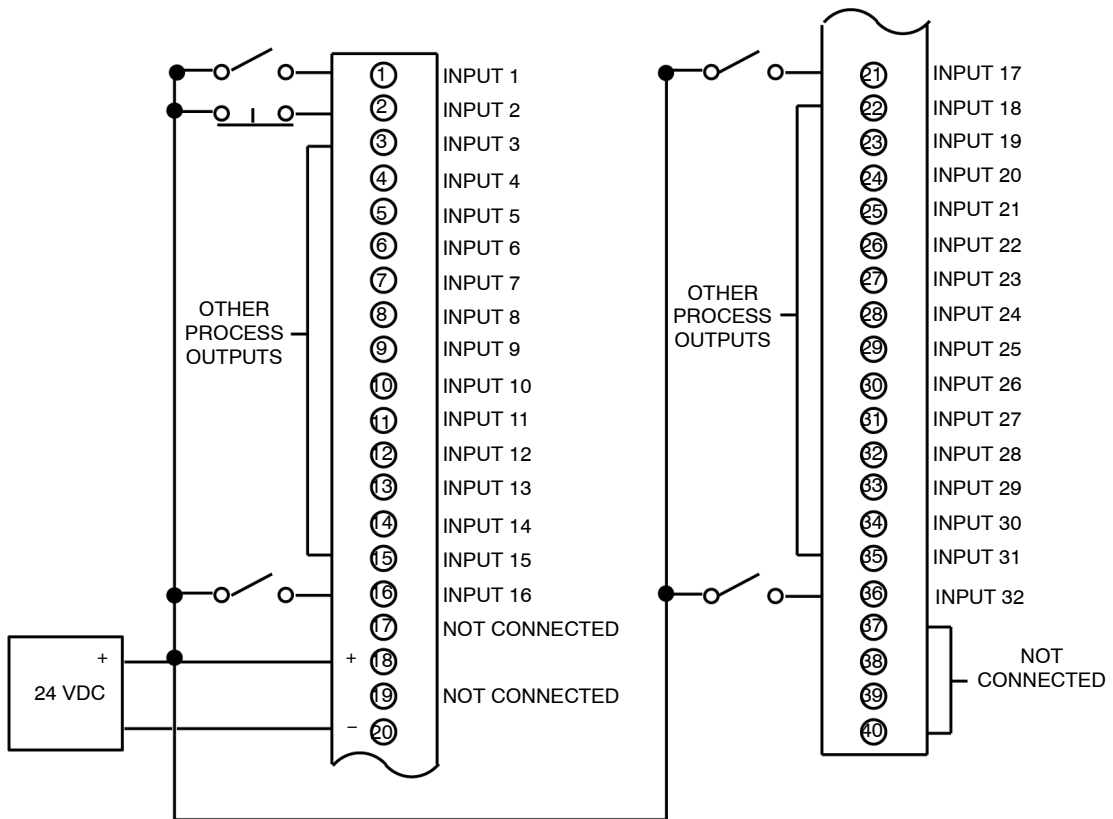 1 INPUT 1
2 INPUT 2
3 INPUT 3
4 INPUT 4
5 INPUT 5
6 INPUT 6
7 INPUT 7
8 INPUT 8
9 INPUT 9
10 INPUT 10
11 INPUT 11
12 INPUT 12
13 INPUT 13
14 INPUT 14
15 INPUT 15
16 INPUT 16
17 NOT CONNECTED
+ 18
19 NOT CONNECTED
− 20
OTHER
PROCESS
OUTPUTS
+
24 VDC
21 INPUT 17
22 INPUT 18
23 INPUT 19
24 INPUT 20
25 INPUT 21
26 INPUT 22
27 INPUT 23
28 INPUT 24
29 INPUT 25
30 INPUT 26
31 INPUT 27
32 INPUT 28
33 INPUT 29
34 INPUT 30
35 INPUT 31
36 INPUT 32
37
38
39
40
NOT
CONNECTED
OTHER
PROCESS
OUTPUTS